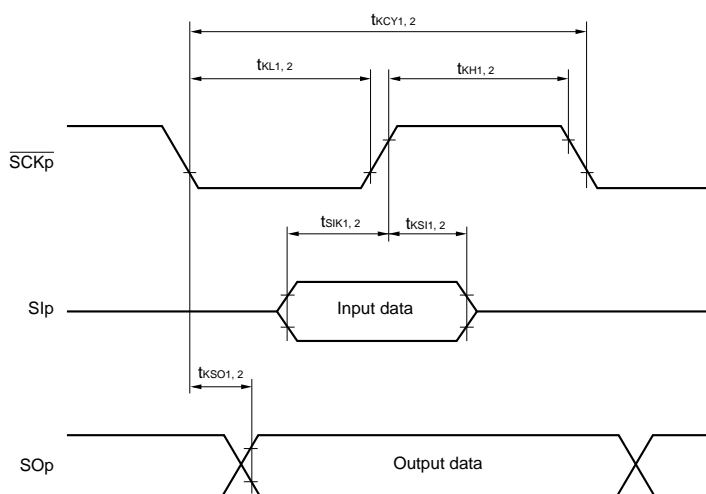 tKCY1, 2
tKL1, 2
tKH1, 2
SCKp
tSIK1, 2
tKSI1, 2
SIp
Input data
tKSO1, 2
SOp
Output data